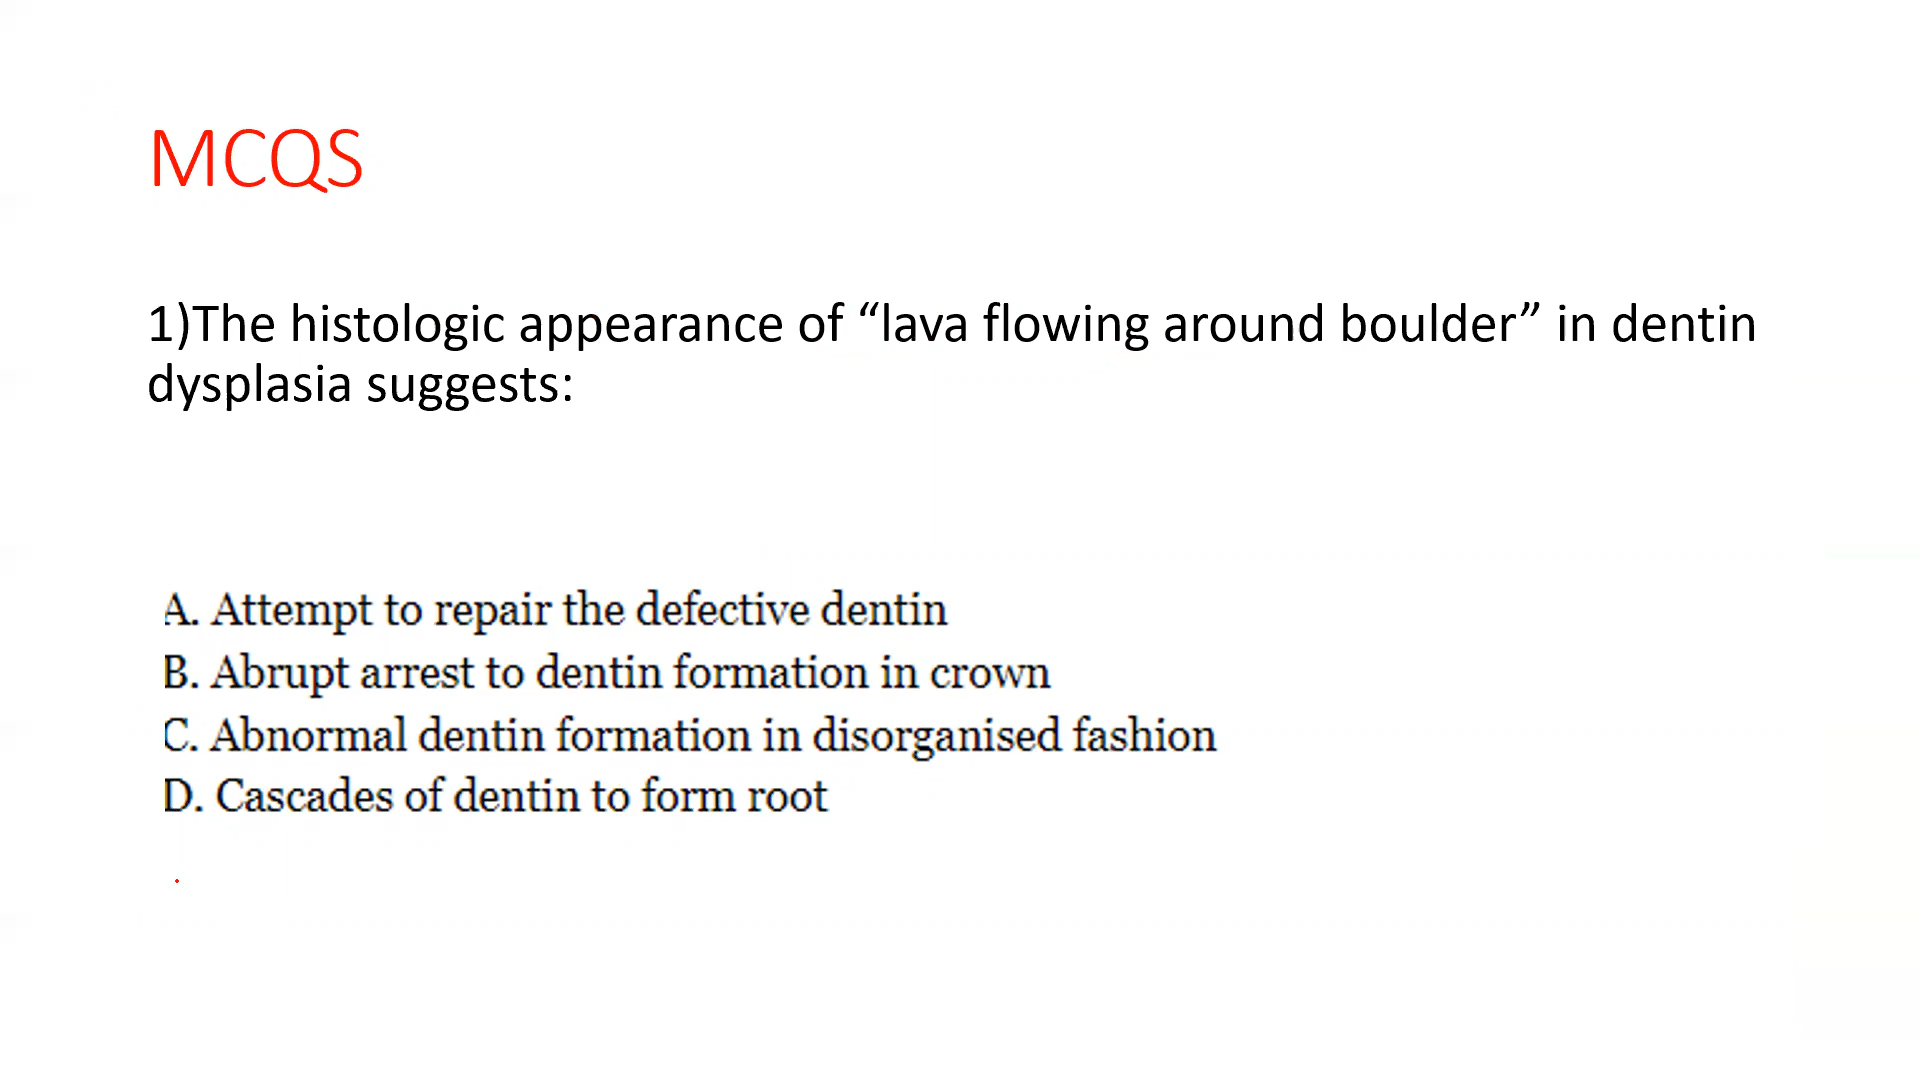 MCQS
1)The histologic appearance of “lava flowing around boulder” in dentin
dysplasia suggests:
A. Attempt to repair the defective dentin
B. Abrupt arrest to dentin formation in crown
C. Abnormal dentin formation in disorganised fashion
D. Cascades of dentin to form root